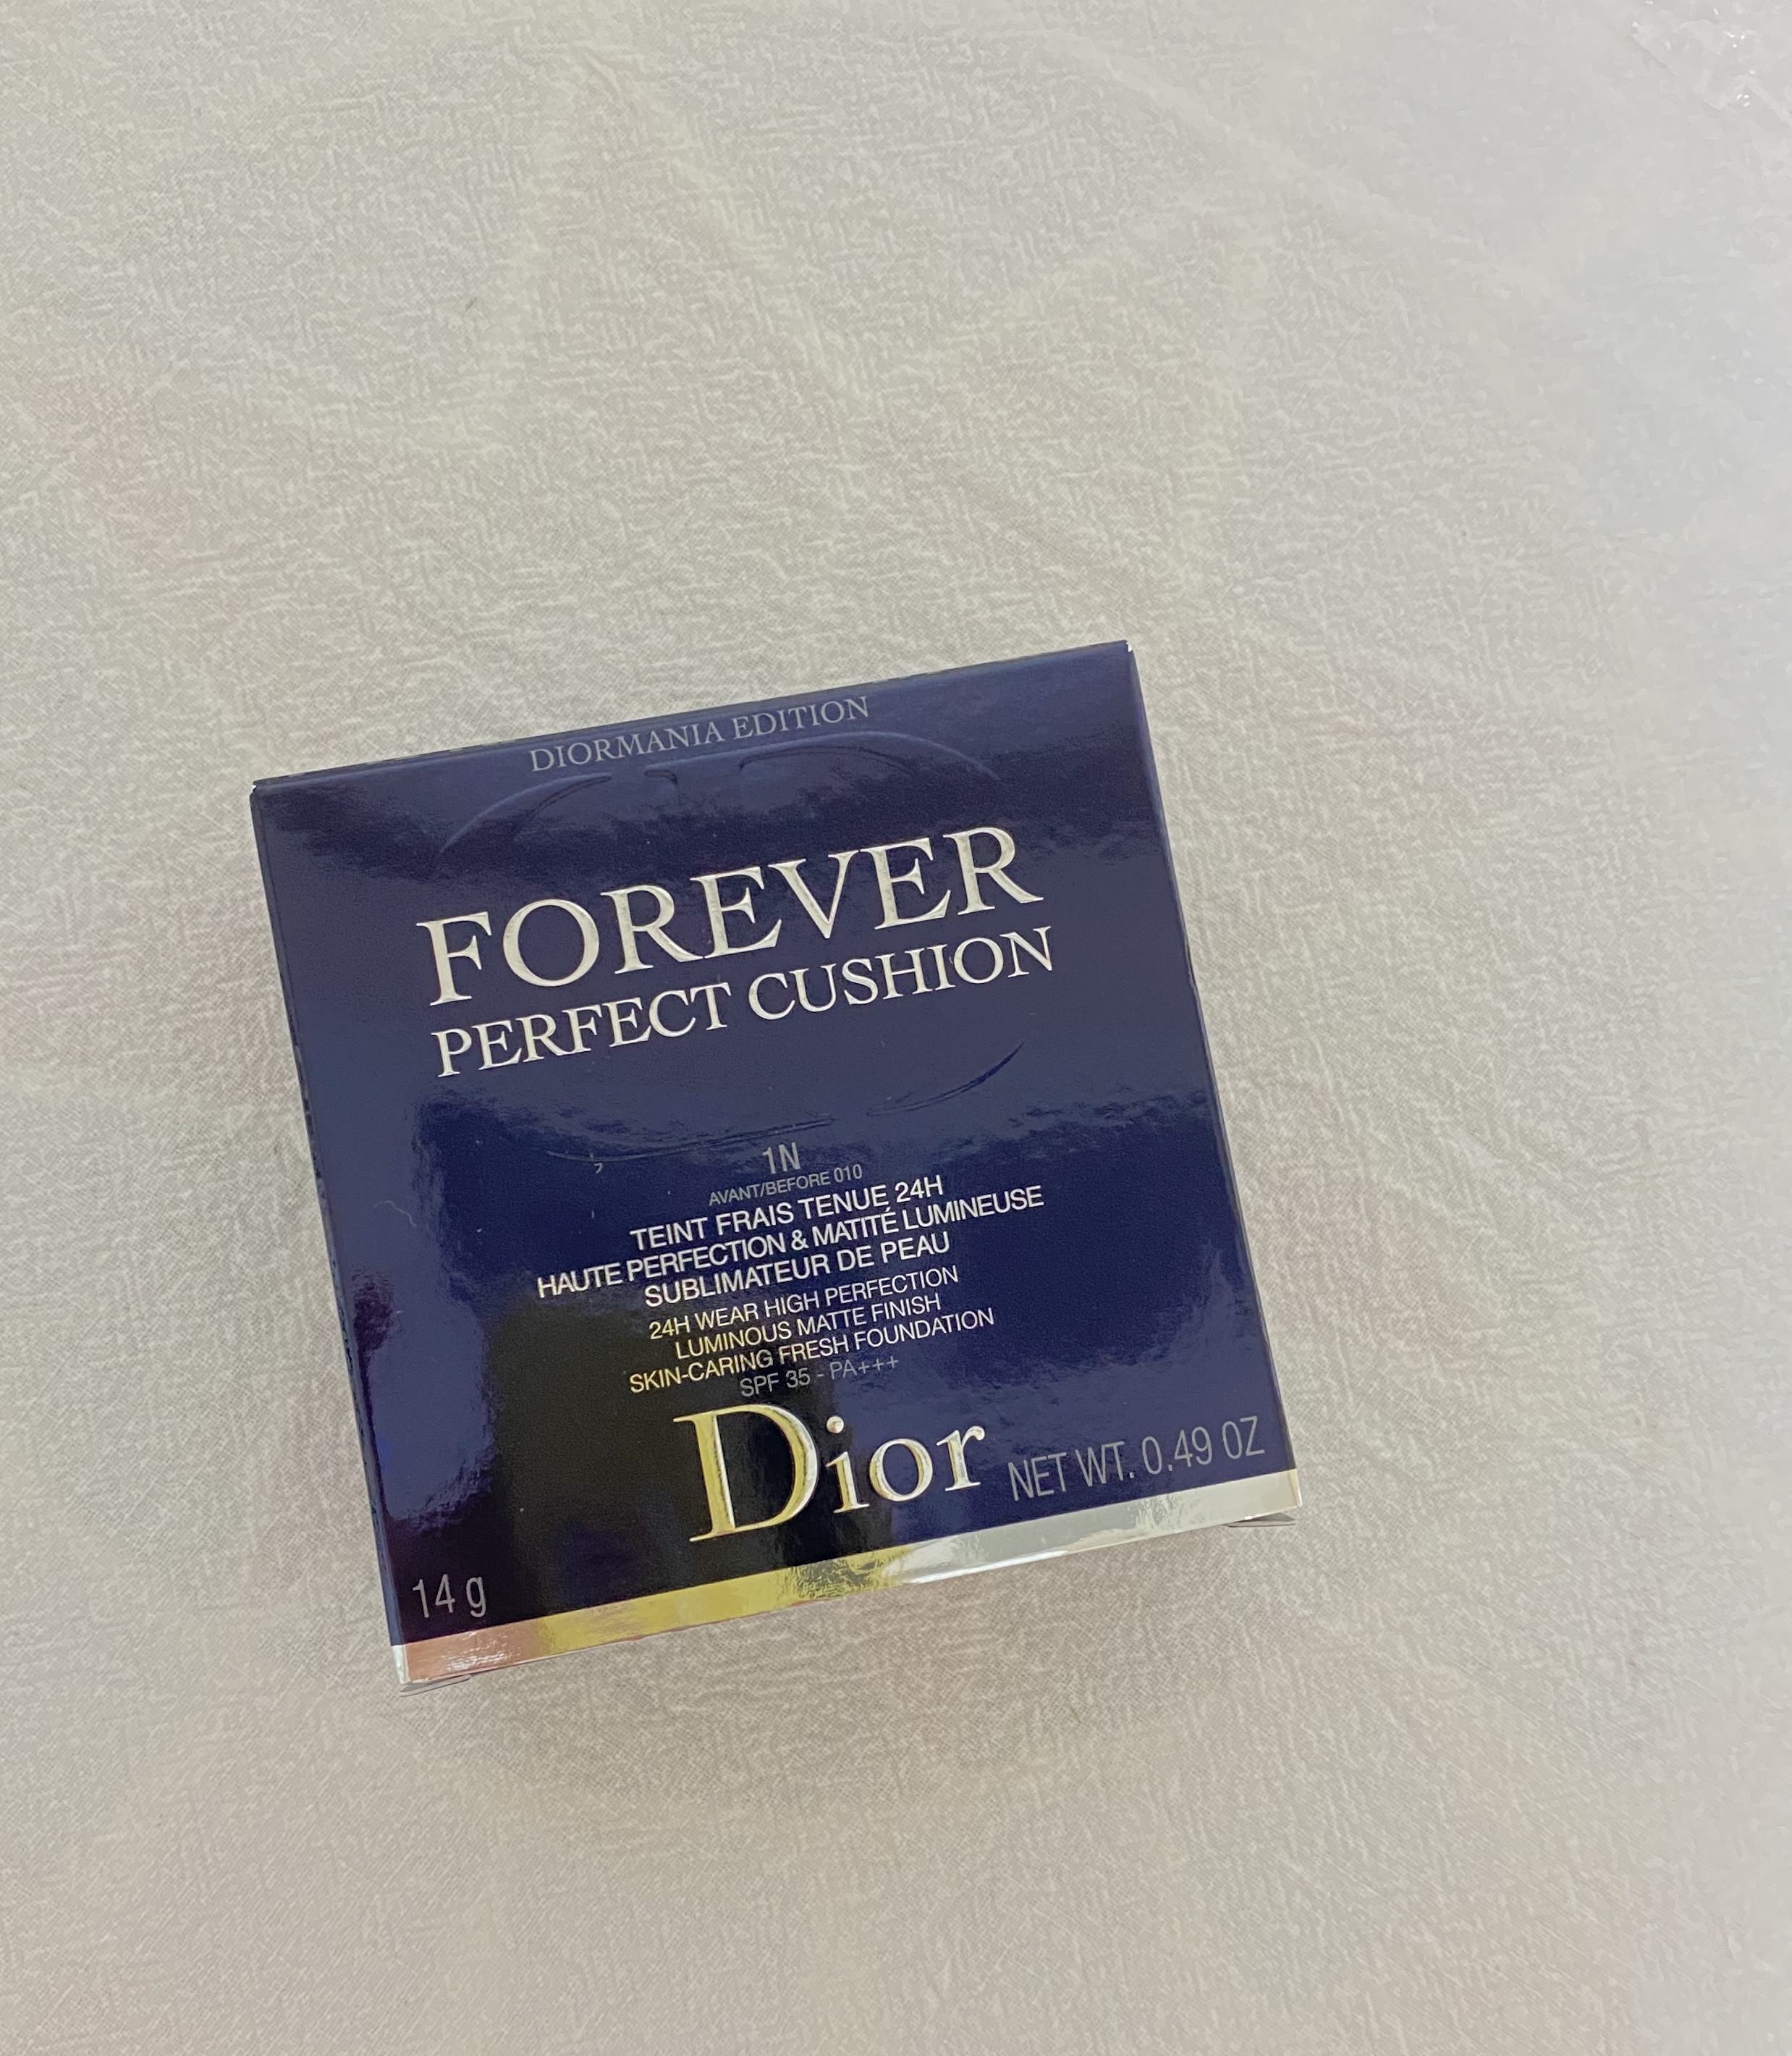 DIORMANIA EDITION
FOREVER
PERFECT CUSHION
1N
AVANT/BEFORE 010
TEINT FRAIS TENUE 24H
HAUTE PERFECTION & MATITÉ LUMINEUSE
SUBLIMATEUR DE PEAU
24H WEAR HIGH PERFECTION
LUMINOUS MATTE FINISH
SKIN-CARING FRESH FOUNDATION
SPF 35 - PA+++
Dior
14 g
NET WT. 0.49 OZ